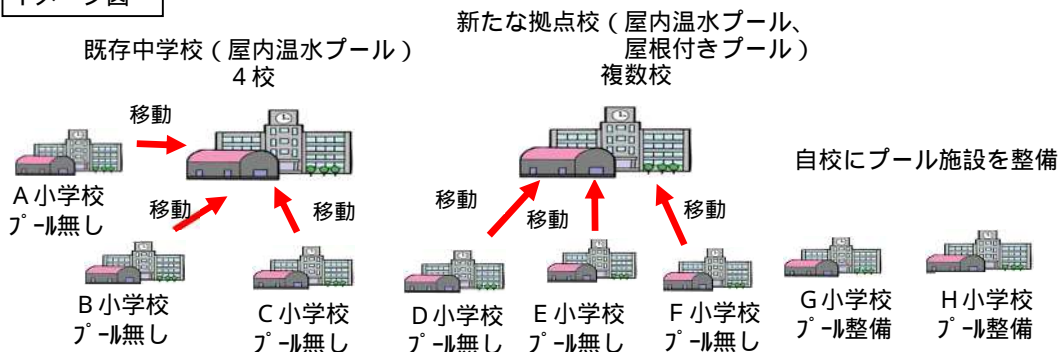 イメージ図
新たな拠点校（屋内温水プール、
屋根付きプール）
複数校
既存中学校（屋内温水プール）
４校
移動
自校にプール施設を整備
Ａ小学校
プール無し
移動
移動
移動
移動
移動
Ｂ小学校
プール無し
Ｃ小学校
プール無し
Ｄ小学校
プール無し
Ｅ小学校
プール無し
Ｆ小学校
プール無し
Ｇ小学校
プール整備
Ｈ小学校
プール整備